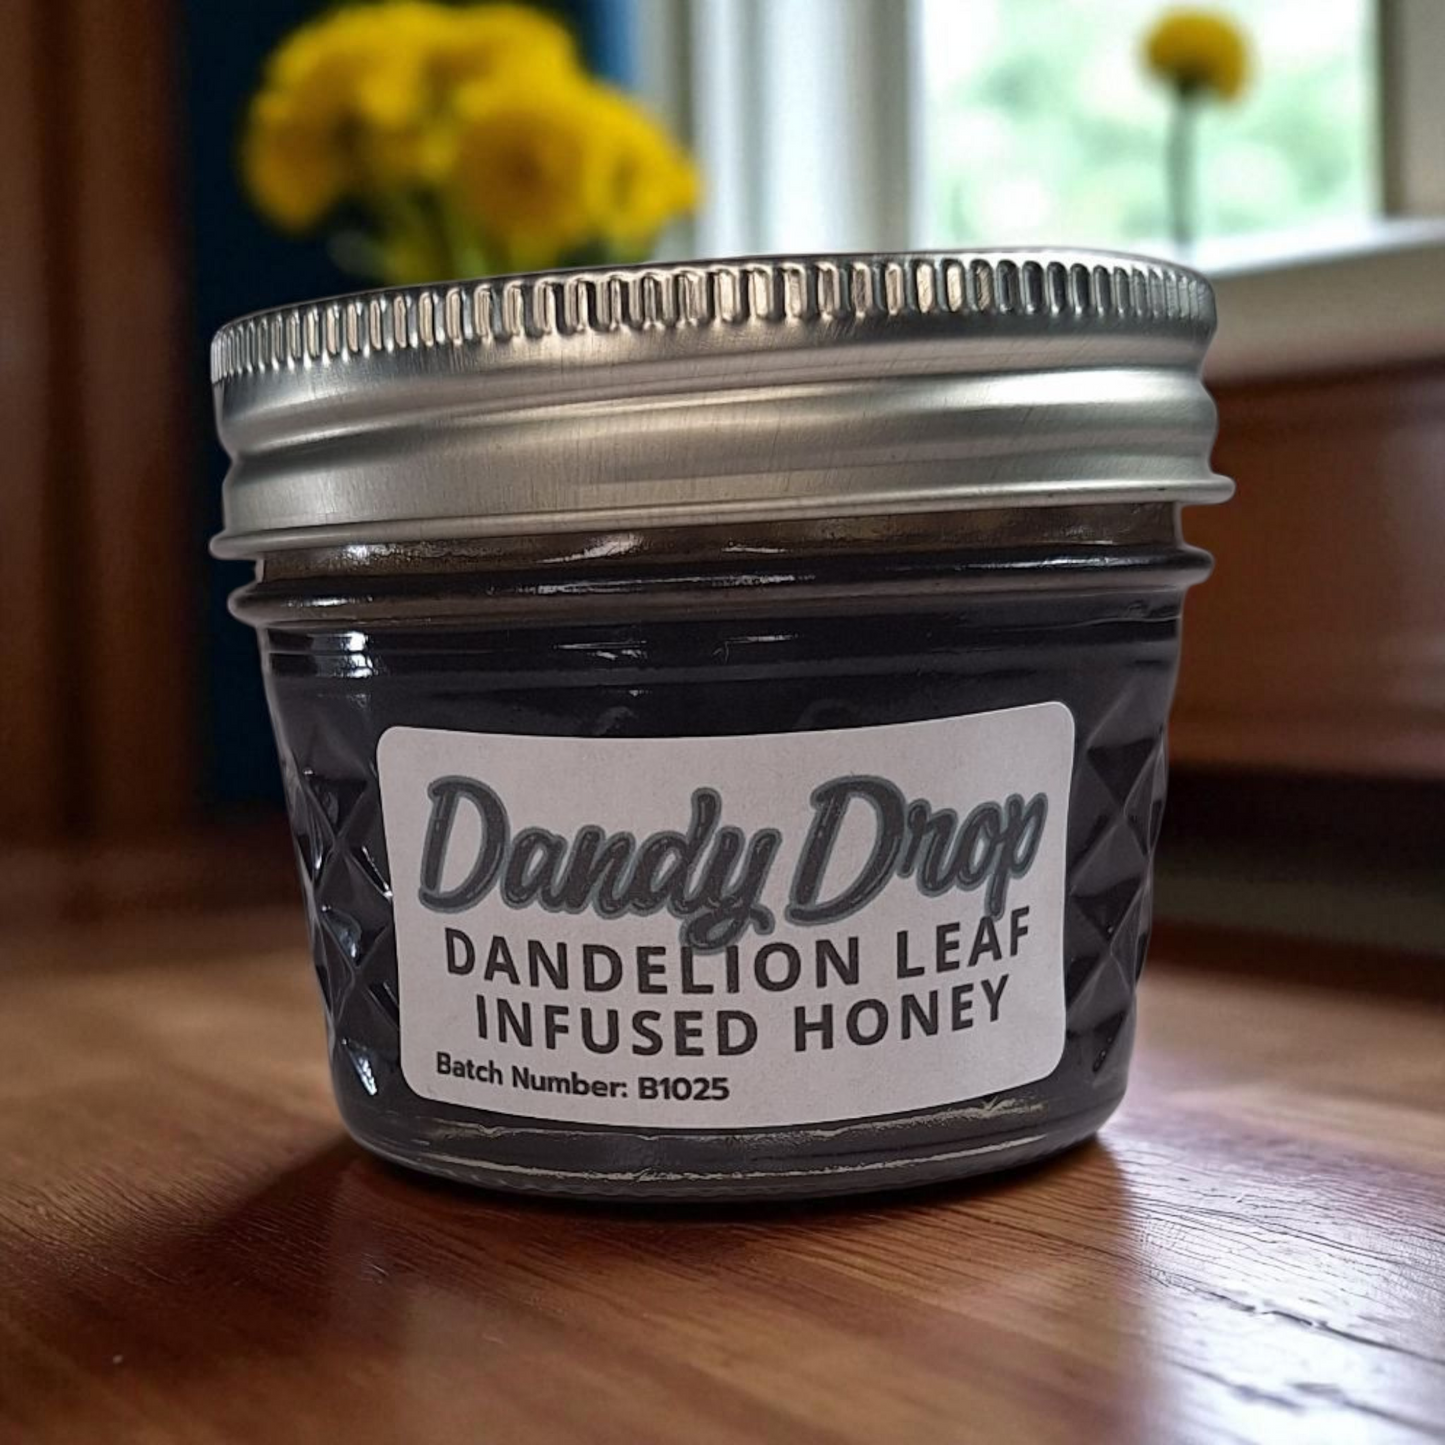 Dandy Drop
DANDELION LEAF
INFUSED HONEY
Batch Number: B1025